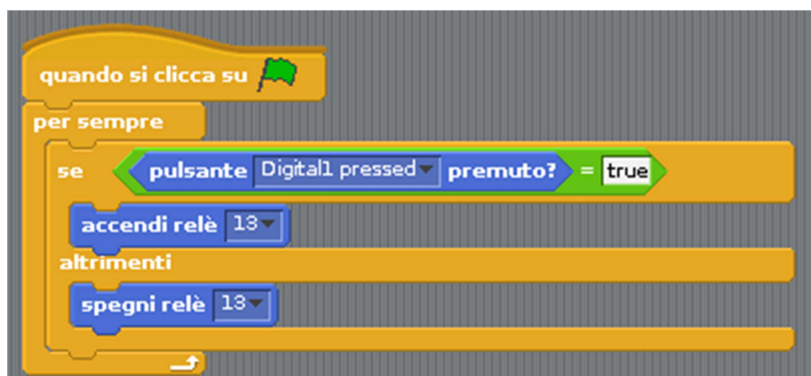 quando si clicca su
per sempre
se pulsante Digital1 pressed premuto? = true
accendi relè 13
altrimenti
spegni relè 13